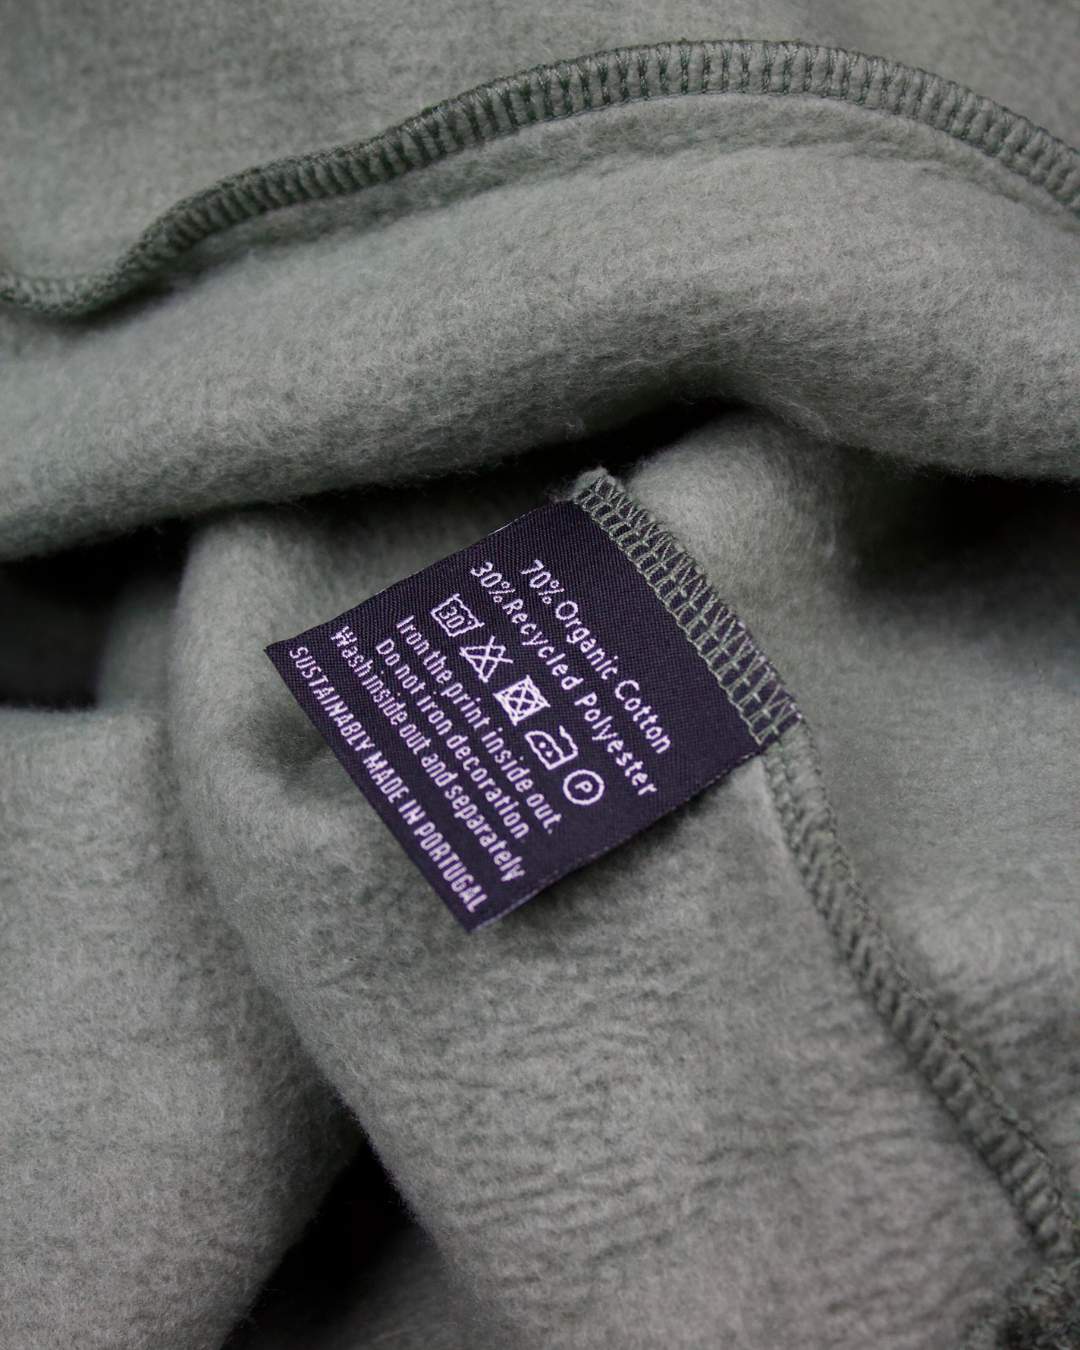 70% Organic Cotton
30% Recycled Polyester
30 P
Iron the print inside out.
Do not iron decoration.
Wash inside out and separately
SUSTAINABLY MADE IN PORTUGAL